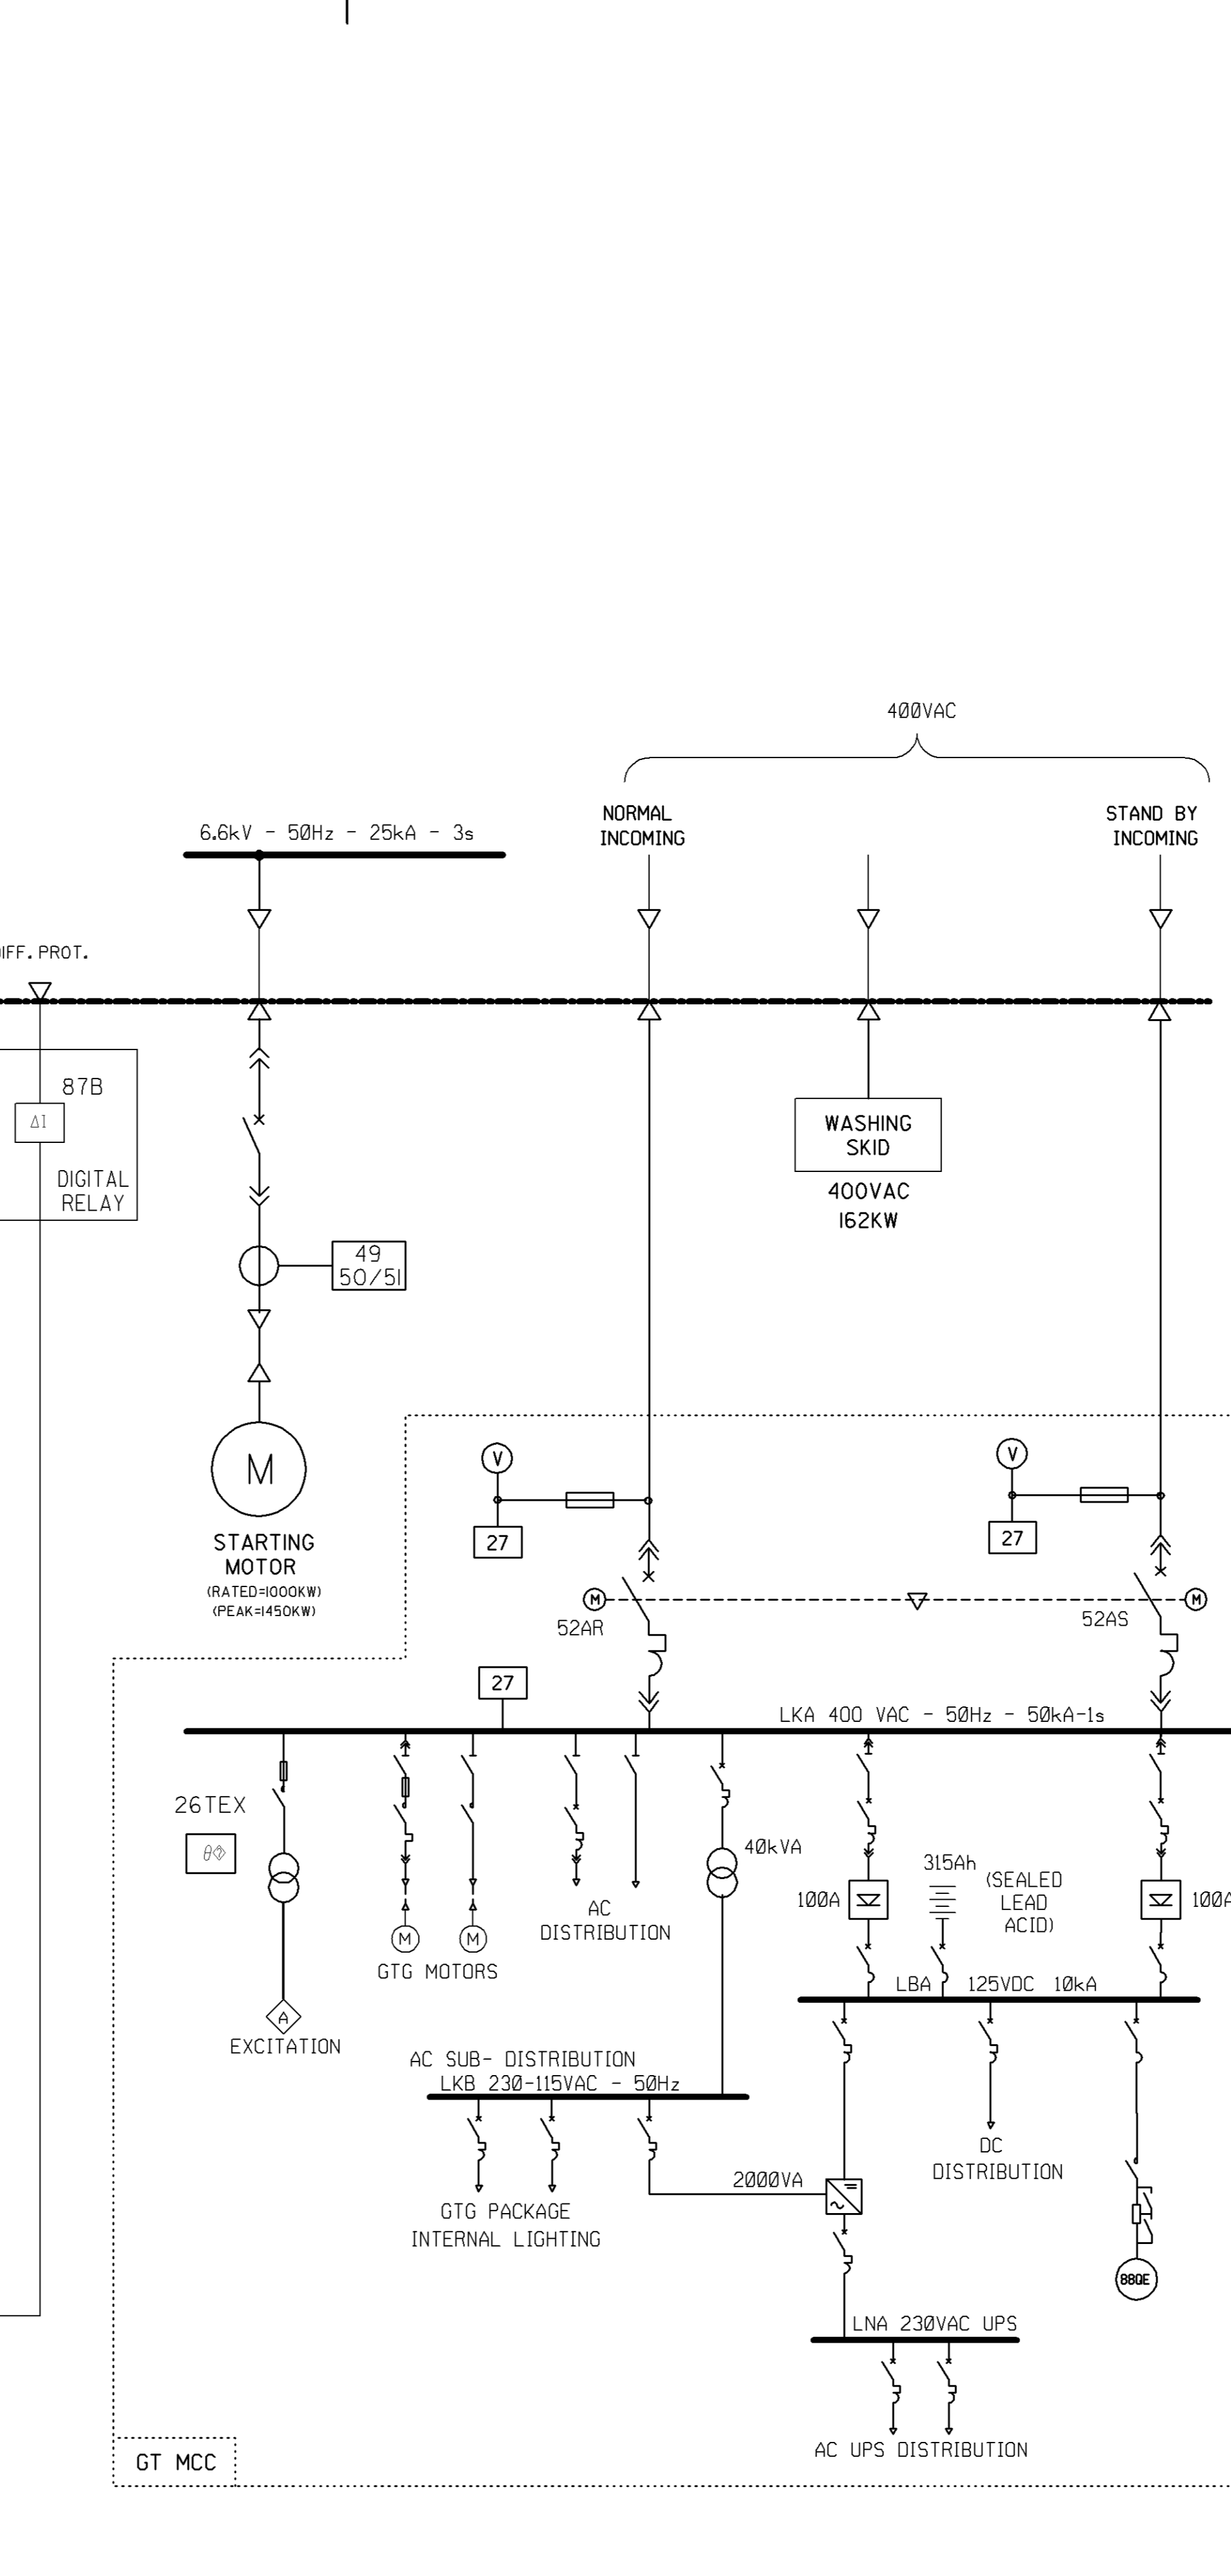 400VAC
NORMAL
INCOMING
STAND BY
INCOMING
6.6kV - 50Hz - 25kA - 3s
DIFF. PROT.
87B
ΔI
DIGITAL
RELAY
WASHING
SKID
400VAC
162KW
49
50/51
M
STARTING
MOTOR
(RATED=1000KW)
(PEAK=1450KW)
V
27
V
27
M
52AR
52AS
M
27
LKA 400 VAC - 50Hz - 50kA-1s
26TEX
θ
40kVA
315Ah
(SEALED
LEAD
ACID)
100A
100A
AC
DISTRIBUTION
M
M
GTG MOTORS
LBA 125VDC 10kA
A
EXCITATION
AC SUB- DISTRIBUTION
LKB 230-115VAC - 50Hz
DC
DISTRIBUTION
2000VA
GTG PACKAGE
INTERNAL LIGHTING
88QE
LNA 230VAC UPS
AC UPS DISTRIBUTION
GT MCC